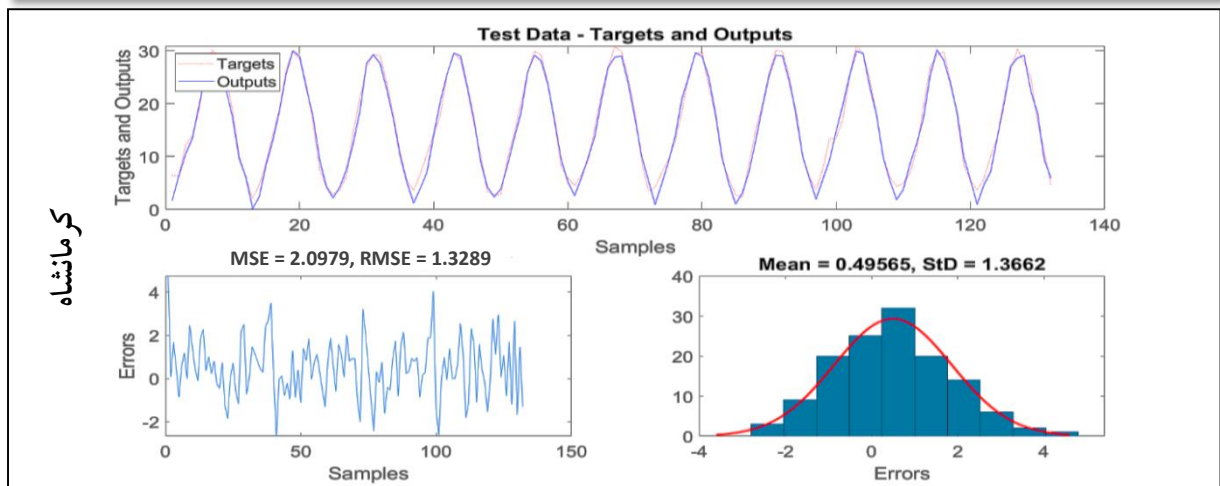 Test Data - Targets and Outputs
Targets and Outputs
30
20
10
0
Targets
Outputs
0 20 40 60 80 100 120 140
Samples
کرمانشاه
MSE = 2.0979, RMSE = 1.3289
Errors
4
2
0
-2
0 50 100 150
Samples
Mean = 0.49565, StD = 1.3662
40
30
20
10
0
-4 -2 0 2 4
Errors